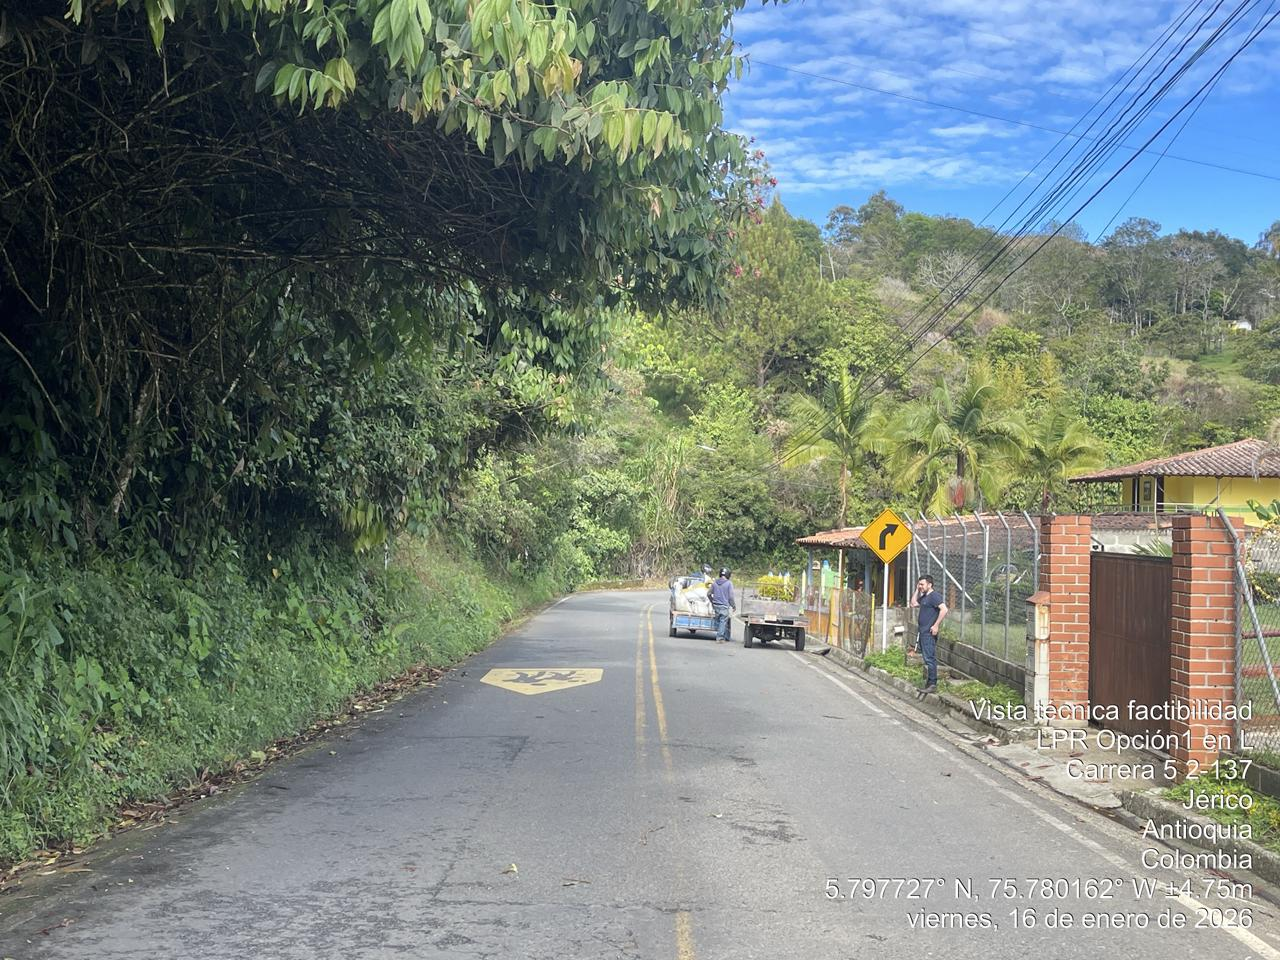 Vista técnica factibilidad
LPR Opción1 en L
Carrera 5 2-137
Jérico
Antioquia
Colombia
5.797727° N, 75.780162° W ±4.75m
viernes, 16 de enero de 2026